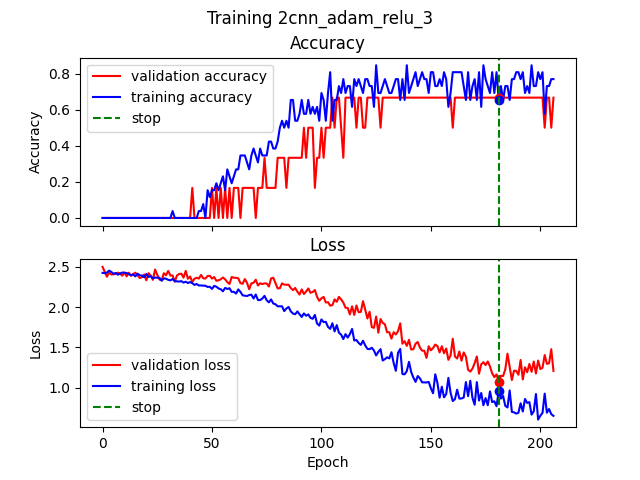 Training 2cnn_adam_relu_3
Accuracy
0.8
0.6
0.4
0.2
0.0
Accuracy
validation accuracy
training accuracy
stop
Loss
2.5
2.0
1.5
1.0
Loss
validation loss
training loss
stop
0 50 100 150 200
Epoch